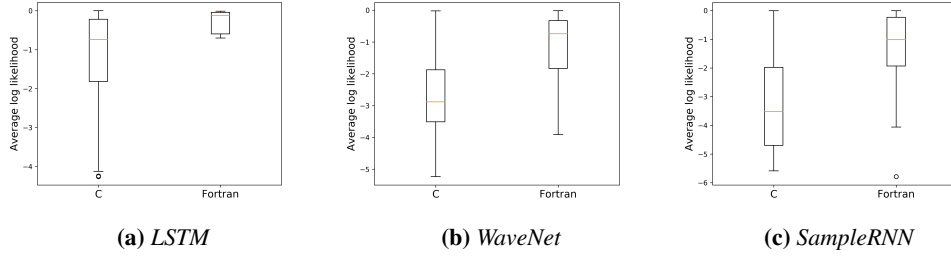 Average log likelihood
0
−1
−2
−3
−4
C
Fortran
(a) LSTM
Average log likelihood
0
−1
−2
−3
−4
−5
C
Fortran
(b) WaveNet
Average log likelihood
0
−1
−2
−3
−4
−5
−6
C
Fortran
(c) SampleRNN